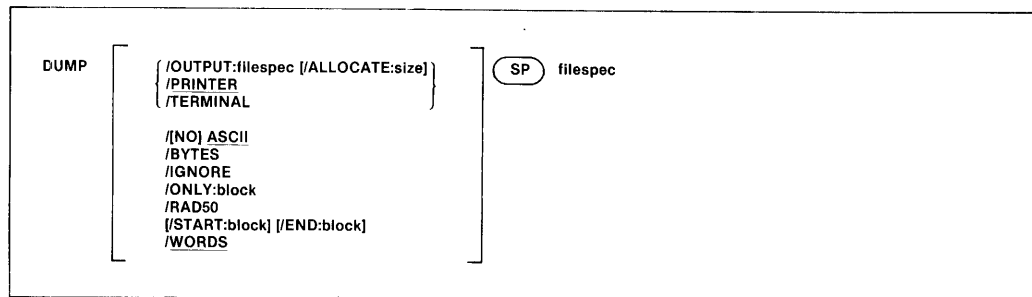 DUMP
/OUTPUT:filespec [/ALLOCATE:size]
/PRINTER
/TERMINAL
SP filespec
/[NO] ASCII
/BYTES
/IGNORE
/ONLY:block
/RAD50
[/START:block] [/END:block]
/WORDS